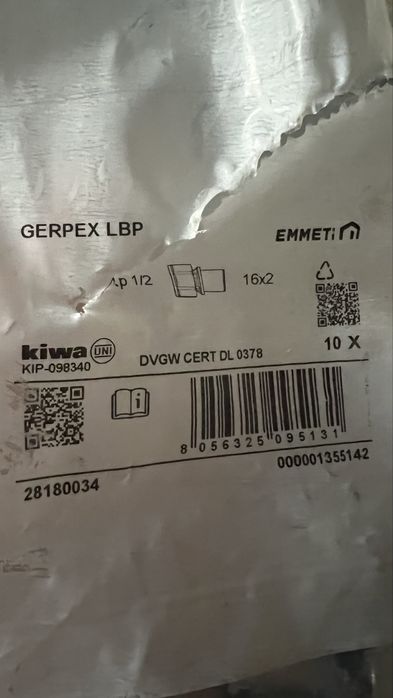 GERPEX LBP
EMMETi
1/2
16x2
10 X
kiwa UNI
KIP-098340
DVGW CERT DL 0378
8 056325 095131
28180034
000001355142